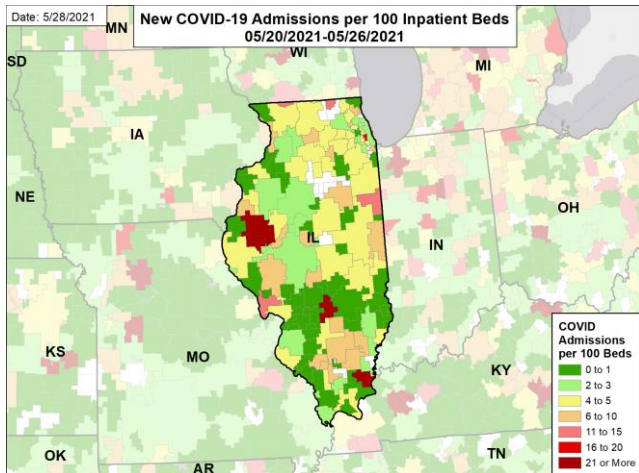 Date: 5/28/2021
New COVID-19 Admissions per 100 Inpatient Beds
05/20/2021-05/26/2021
MN
WI
MI
SD
IA
NE
IL
IN
OH
KS
MO
KY
OK
AR
TN
COVID
Admissions
per 100 Beds
0 to 1
2 to 3
4 to 5
6 to 10
11 to 15
16 to 20
21 or More